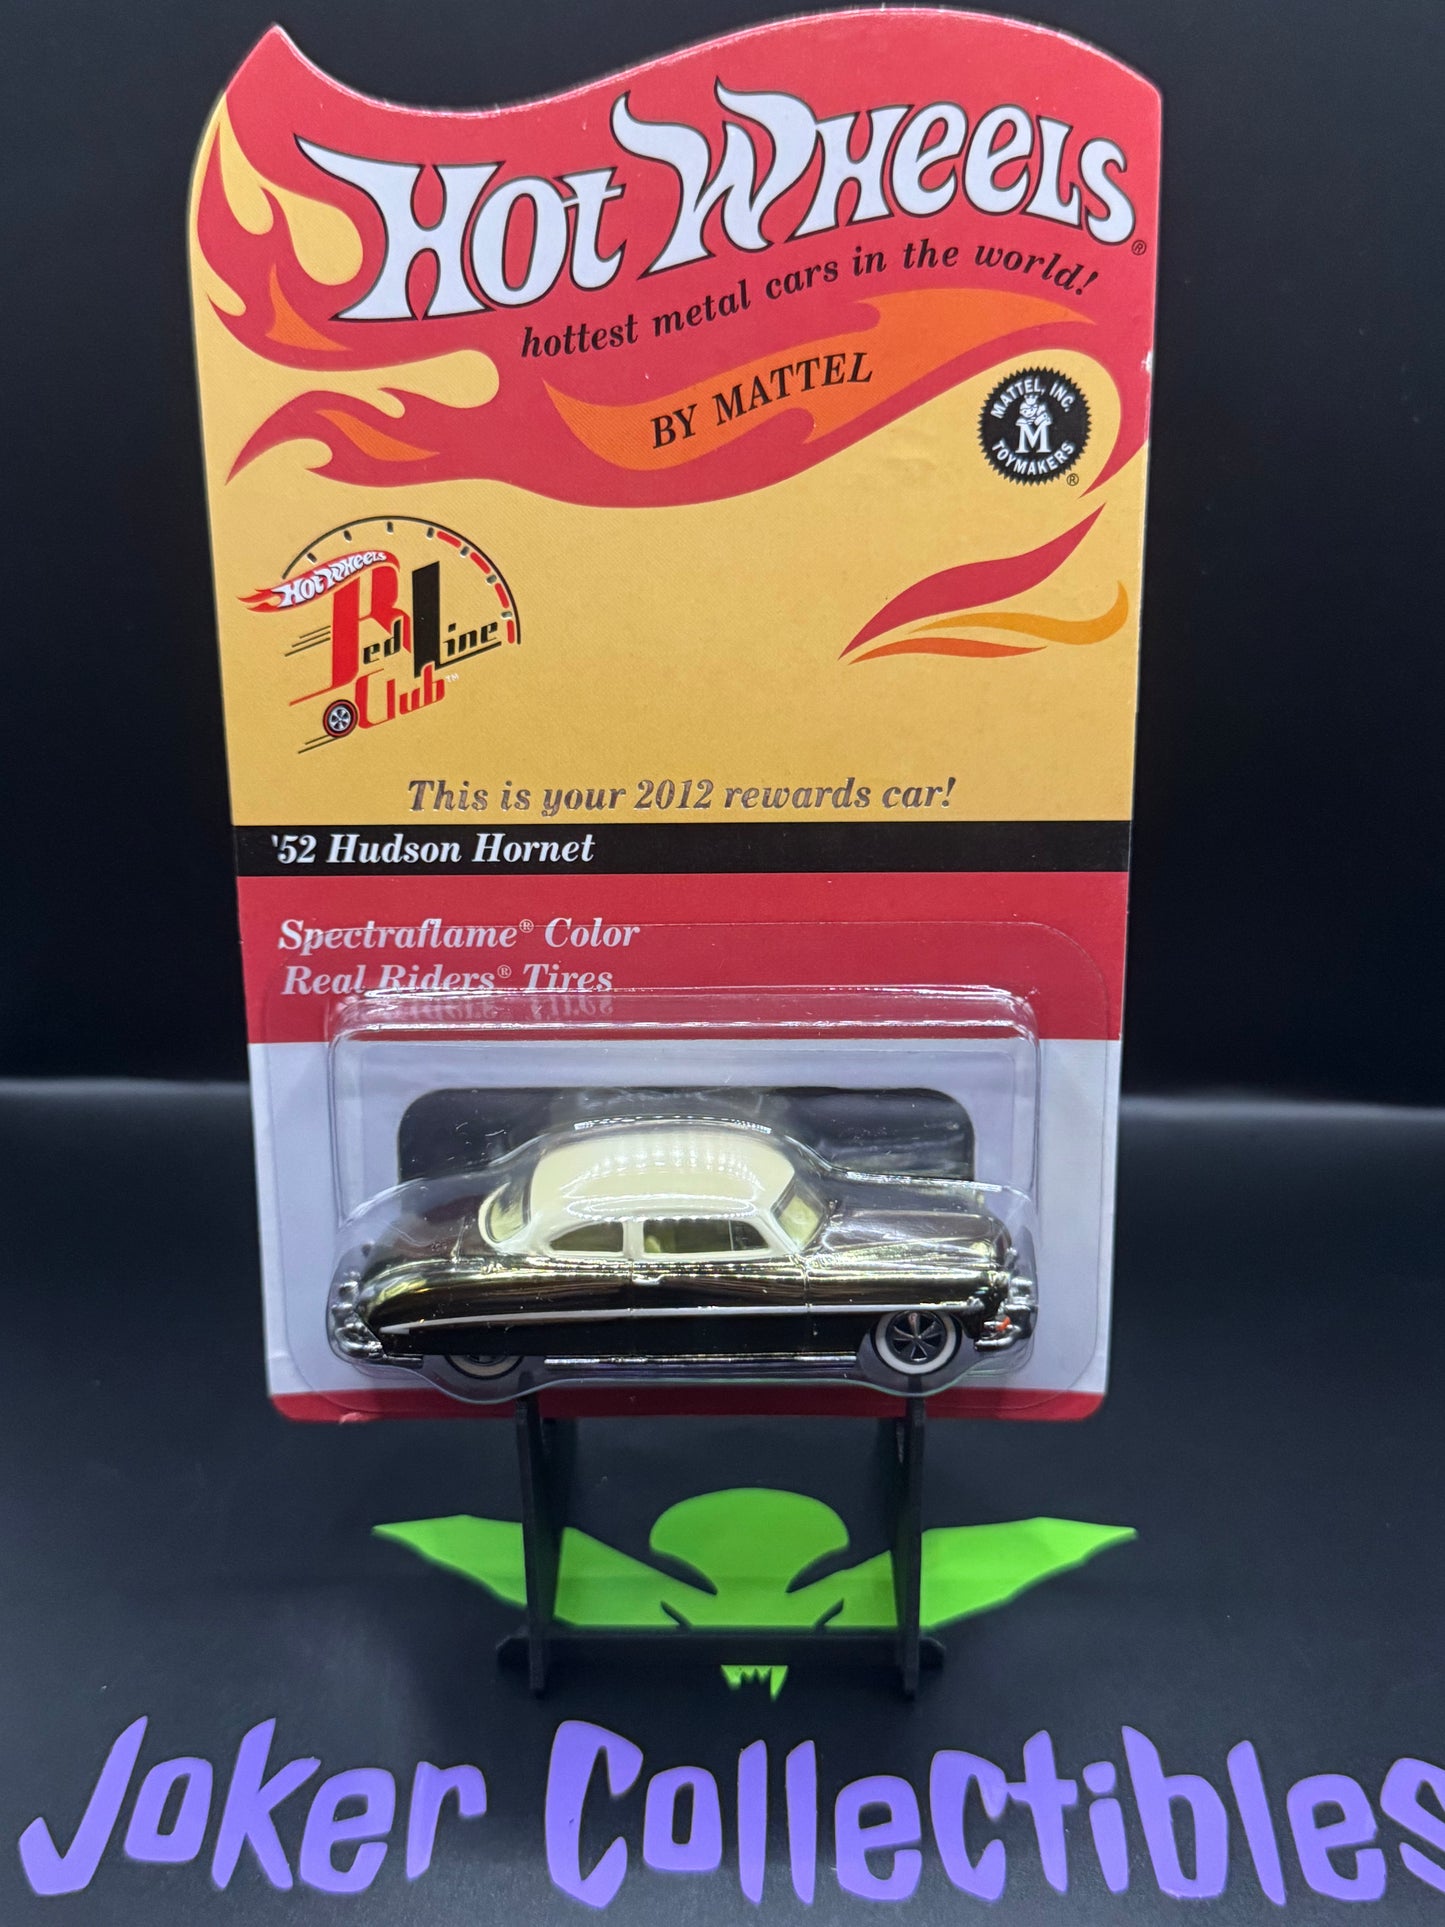 Hot Wheels®
hottest metal cars in the world!
BY MATTEL
MATTEL, INC.
M
TOYMAKERS
®
Hot Wheels
Red Line
Club™
This is your 2012 rewards car!
'52 Hudson Hornet
Spectraflame® Color
Real Riders® Tires
Joker Collectibles